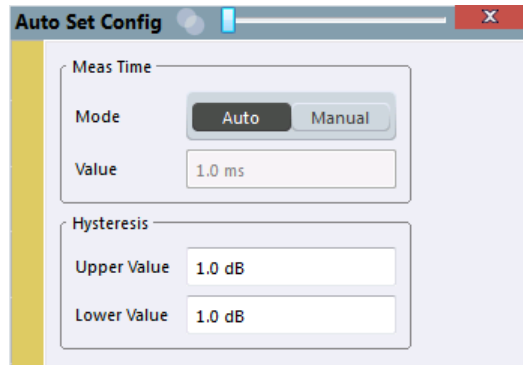 Auto Set Config
x
Meas Time
Mode Auto Manual
Value 1.0 ms
Hysteresis
Upper Value 1.0 dB
Lower Value 1.0 dB